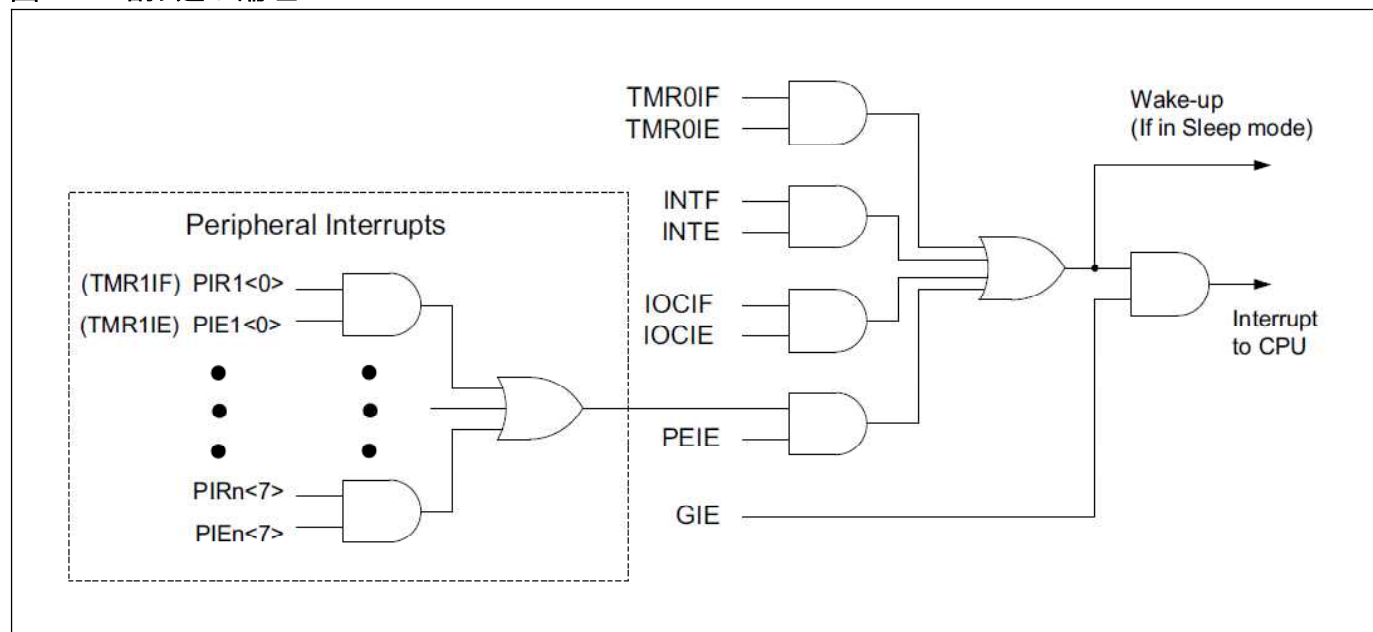 TMR0IF
TMR0IE
Wake-up
(If in Sleep mode)
INTF
INTE
Peripheral Interrupts
(TMR1IF) PIR1<0>
(TMR1IE) PIE1<0>
IOCIF
IOCIE
Interrupt
to CPU
PEIE
PIRn<7>
PIEn<7>
GIE